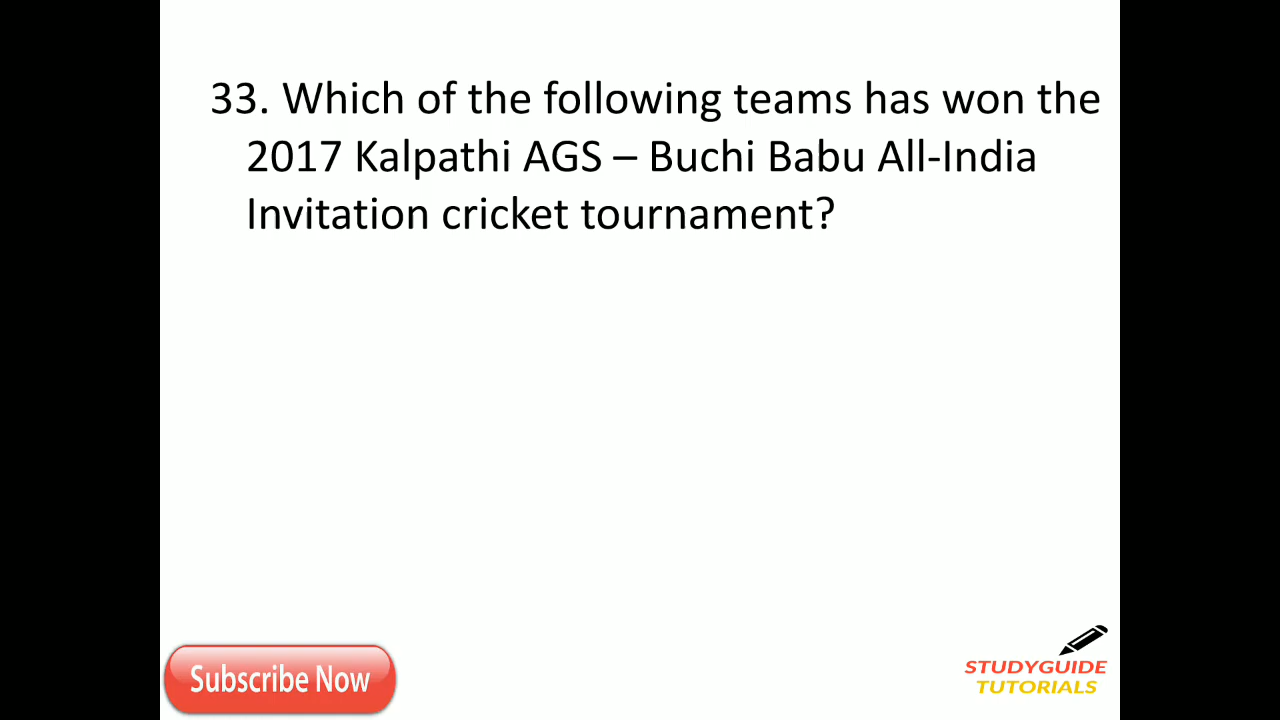 33. Which of the following teams has won the
2017 Kalpathi AGS – Buchi Babu All-India
Invitation cricket tournament?
Subscribe Now
STUDYGUIDE
TUTORIALS